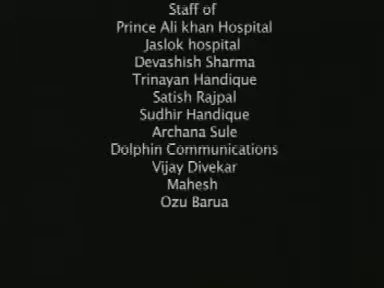 Staff of
Prince Ali khan Hospital
Jaslok hospital
Devashish Sharma
Trinayan Handique
Satish Rajpal
Sudhir Handique
Archana Sule
Dolphin Communications
Vijay Divekar
Mahesh
Ozu Barua